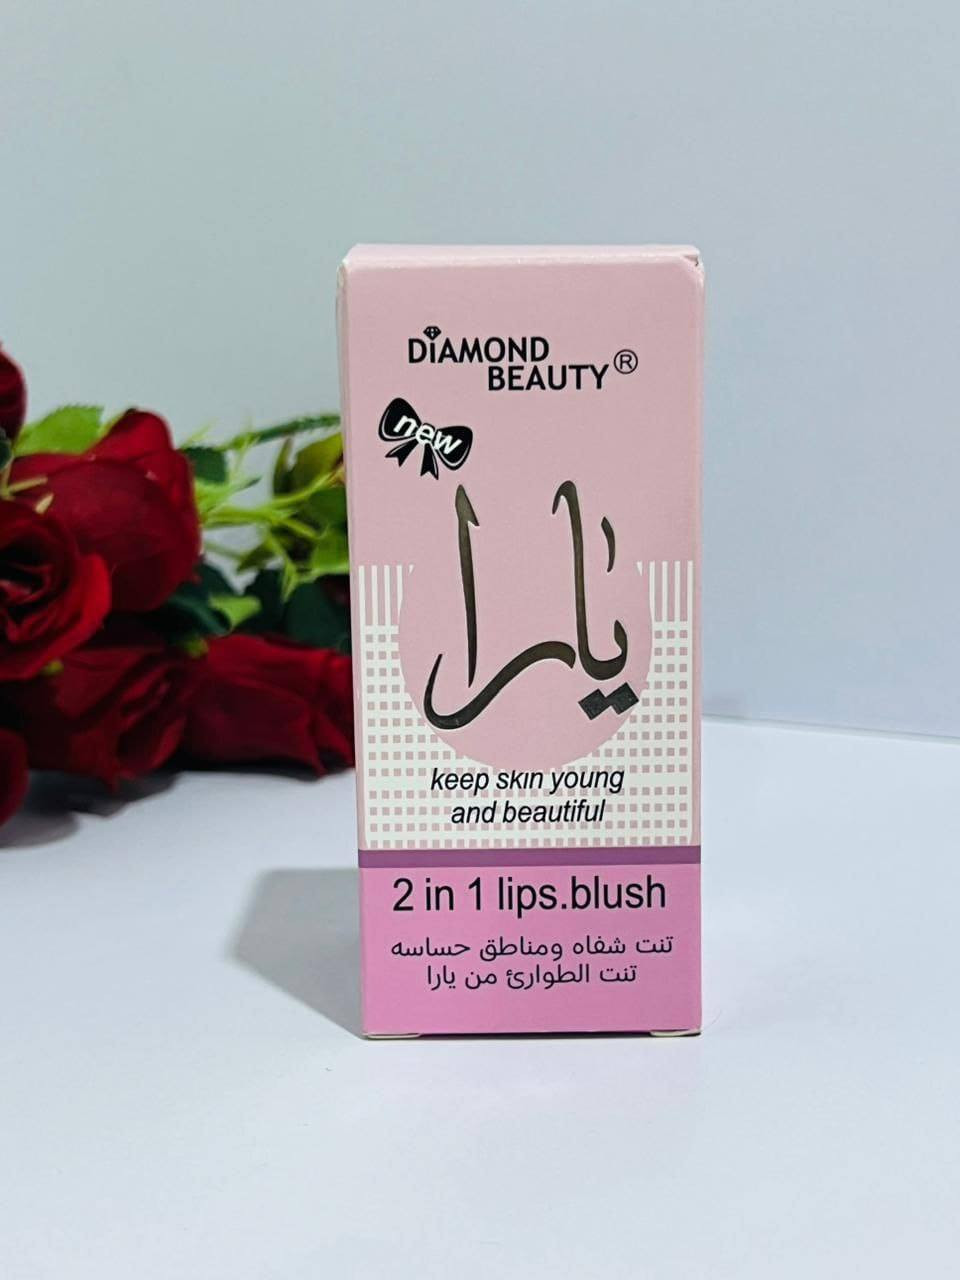 DIAMOND
BEAUTY®
new
يارا
keep skin young
and beautiful
2 in 1 lips.blush
تنت شفاه ومناطق حساسه
تنت الطوارئ من يارا